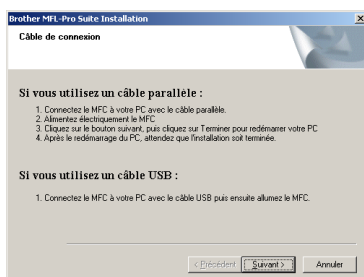 Brother MFL-Pro Suite Installation
Câble de connexion
Si vous utilisez un câble parallèle :
1. Connectez le MFC à votre PC avec le câble parallèle.
2. Alimentez électriquement le MFC
3. Cliquez sur le bouton suivant, puis cliquez sur Terminer pour redémarrer votre PC
4. Après le redémarrage du PC, attendez que l'installation soit terminée.
Si vous utilisez un câble USB :
1. Connectez le MFC à votre PC avec le câble USB puis ensuite allumez le MFC.
< Précédent Suivant > Annuler